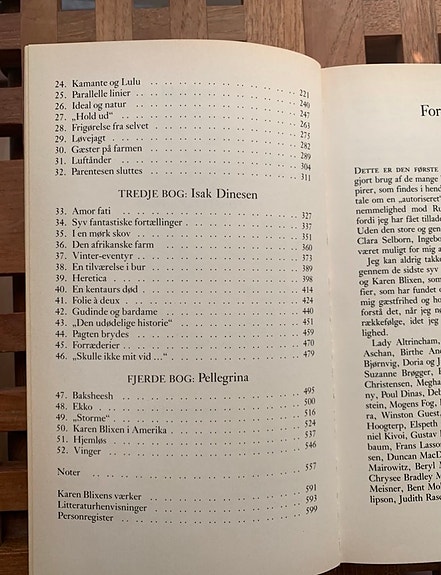 24. Kamante og Lulu 221
25. Parallelle linier 240
26. Ideal og natur 247
27. „Hold ud“ 263
28. Frigørelse fra selvet 275
29. Løvejagt 282
30. Gæster på farmen 289
31. Luftånder 304
32. Parentesen sluttes 311
TREDJE BOG: Isak Dinesen
33. Amor fati 327
34. Syv fantastiske fortællinger 337
35. I en mørk skov 351
36. Den afrikanske farm 360
37. Vinter-eventyr 373
38. En tilværelse i bur 389
39. Heretica 398
40. En kentaurs død 414
41. Folie à deux 424
42. Gudinde og bardame 440
43. „Den udødelige historie“ 451
44. Pagten brydes 459
45. Forræderier 470
46. „Skulle ikke mit vid ...“ 479
FJERDE BOG: Pellegrina
47. Baksheesh 495
48. Ekko 500
49. „Storme“ 516
50. Karen Blixen i Amerika 524
51. Hjemløs 537
52. Vinger 546
Noter 557
Karen Blixens værker 591
Litteraturhenvisninger 593
Personregister 599
For
DETTE ER DEN FØRSTE
gjort brug af de mange
pirer, som findes i hend
tale om en „autoriseret“
nemmelighed mod Ru
fordi jeg har fået tillade
Uden den store og gen
Clara Selborn, Ingebo
været muligt for mig a
Jeg kan aldrig takke
gennem de sidste syv
og Karen Blixen, som
fier, som har fundet
mig gæstfrihed og ho
forstå det, når jeg ne
rækkefølge, idet jeg
lighed.
Lady Altrincham,
Aschan, Birthe And
Bjørnvig, Doria og J
Suzanne Brøgger,
Christensen, Megha
ny, Poul Dinas, Deb
stein, Mogens Fog,
ra, Winston Guest
Hoogterp, Elspeth
niel Kivoi, Gustav
baum, Frans Lasso
sen, Duncan MacD
Mairowitz, Beryl M
Chrysee Bradley M
Meisner, Bent Mo
lipson, Judith Ras